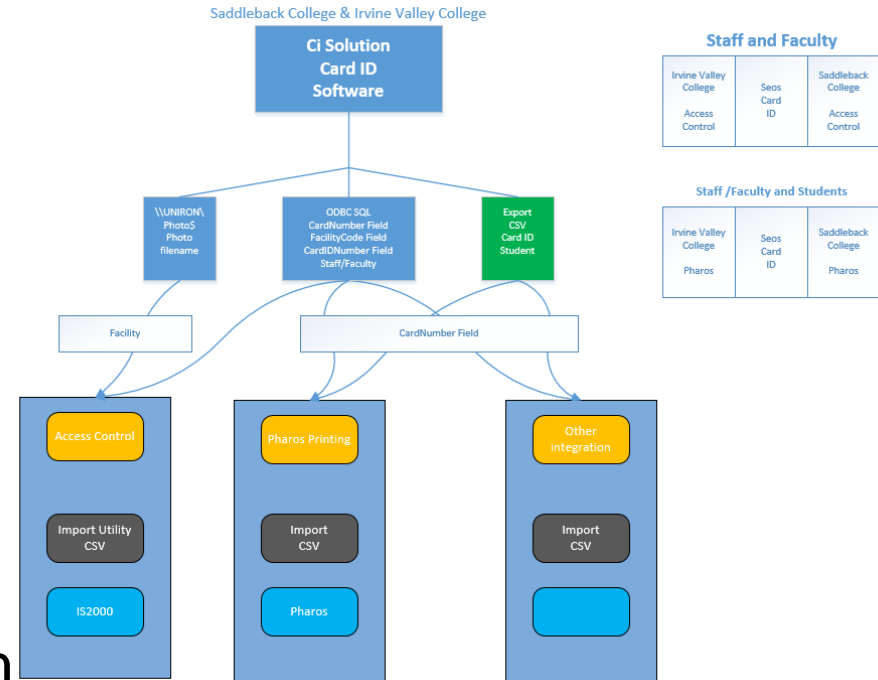 Saddleback College & Irvine Valley College
Ci Solution
Card ID
Software
Staff and Faculty
Irvine Valley
College
Access
Control
Seos
Card
ID
Saddleback
College
Access
Control
\\UNIRON\
Photo$
Photo
filename
ODBC SQL
CardNumber Field
FacilityCode Field
CardIDNumber Field
Staff/Faculty
Export
CSV
Card ID
Student
Staff /Faculty and Students
Irvine Valley
College
Pharos
Seos
Card
ID
Saddleback
College
Pharos
Facility
CardNumber Field
Access Control
Import Utility
CSV
IS2000
Pharos Printing
Import
CSV
Pharos
Other
integration
Import
CSV